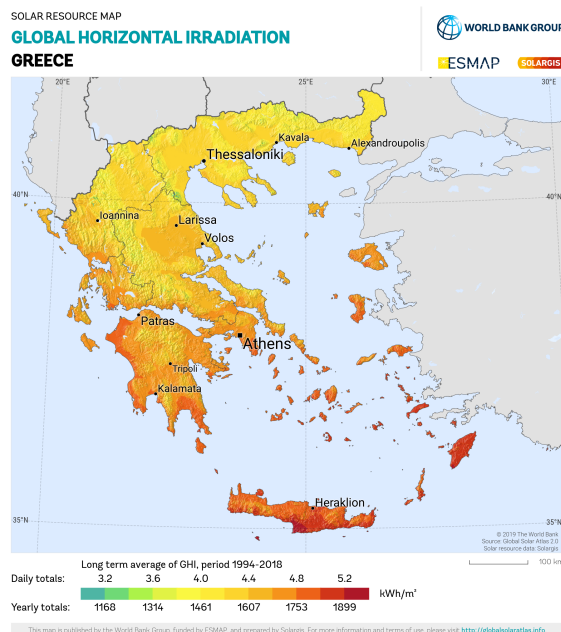 SOLAR RESOURCE MAP
GLOBAL HORIZONTAL IRRADIATION
GREECE
WORLD BANK GROUP
ESMAP
SOLARGIS
20°E
25°E
30°E
Kavala
Alexandroupolis
Thessaloniki
40°N
40°N
Ioannina
Larissa
Volos
Patras
Athens
Tripoli
Kalamata
Heraklion
35°N
35°N
© 2019 The World Bank
Source: Global Solar Atlas 2.0
Solar resource data: Solargis
100 km
Long term average of GHI, period 1994-2018
Daily totals: 3.2 3.6 4.0 4.4 4.8 5.2 kWh/m²
Yearly totals: 1168 1314 1461 1607 1753 1899
This map is published by the World Bank Group, funded by ESMAP, and prepared by Solargis. For more information and terms of use, please visit http://globalsolaratlas.info.